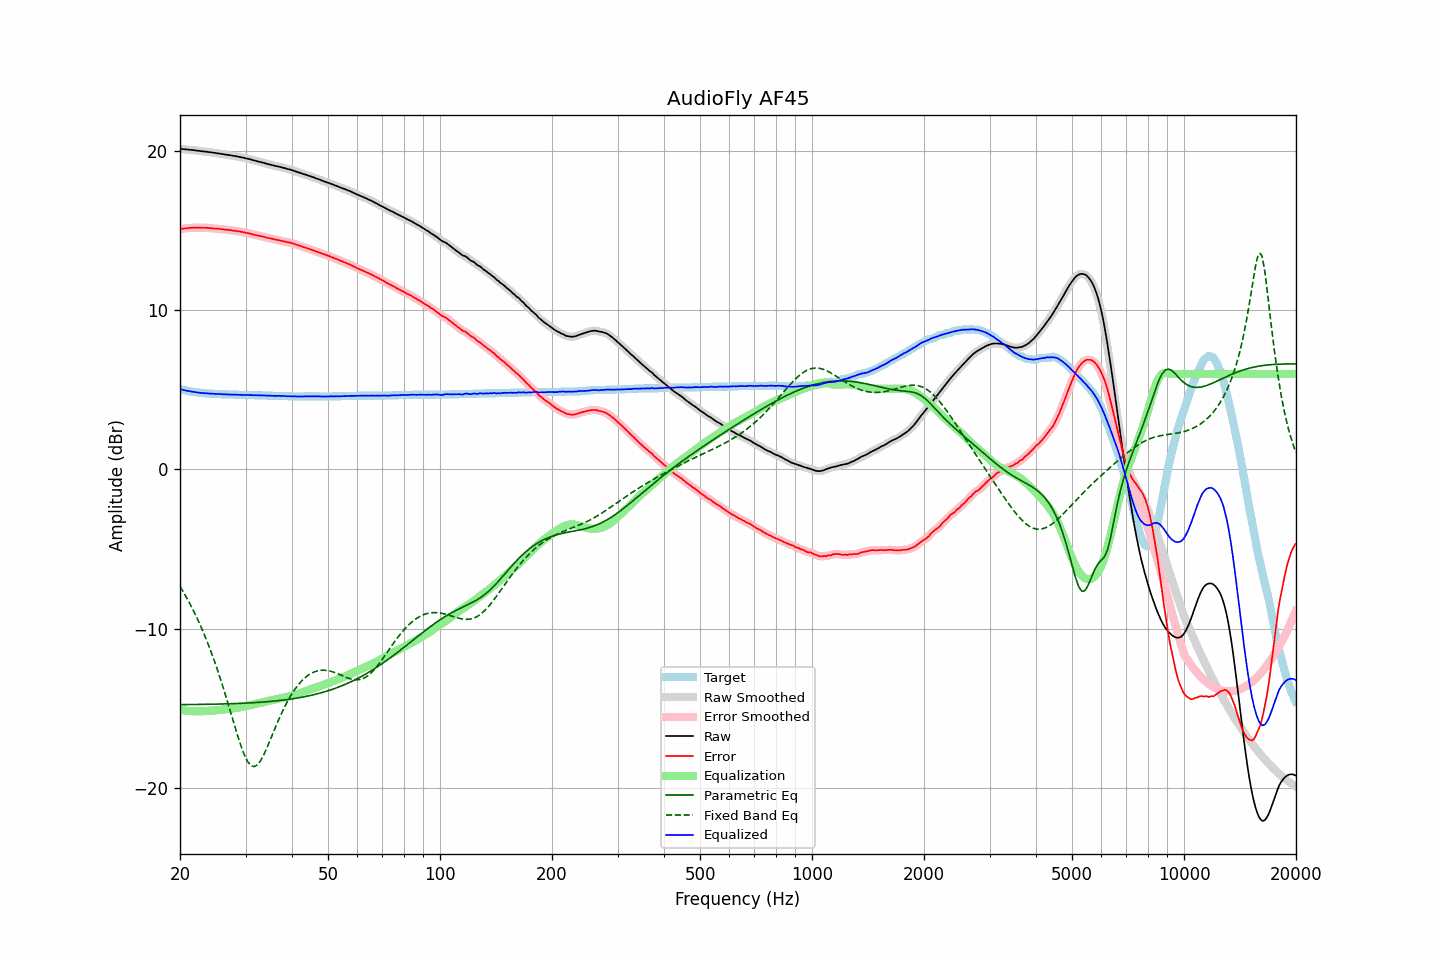 AudioFly AF45
Amplitude (dBr)
20
10
0
−10
−20
Target
Raw Smoothed
Error Smoothed
Raw
Error
Equalization
Parametric Eq
Fixed Band Eq
Equalized
20 50 100 200 500 1000 2000 5000 10000 20000
Frequency (Hz)